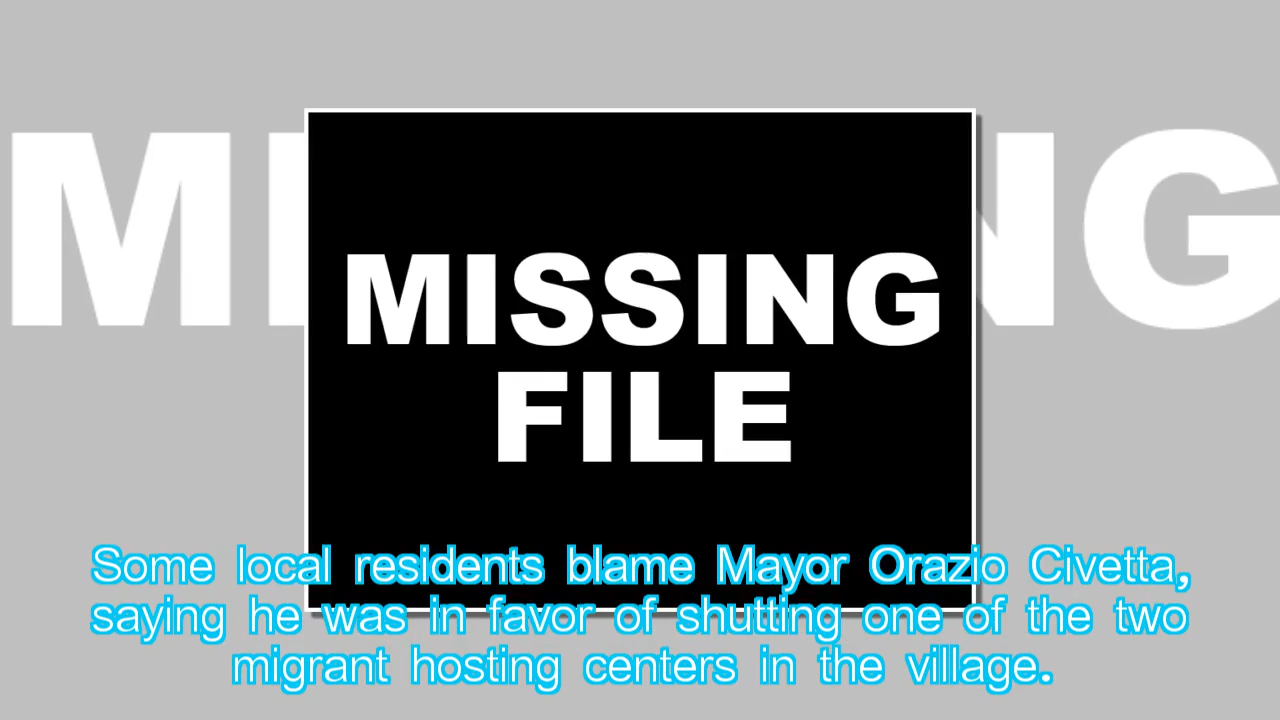 MISSING
FILE
Some local residents blame Mayor Orazio Civetta,
saying he was in favor of shutting one of the two
migrant hosting centers in the village.